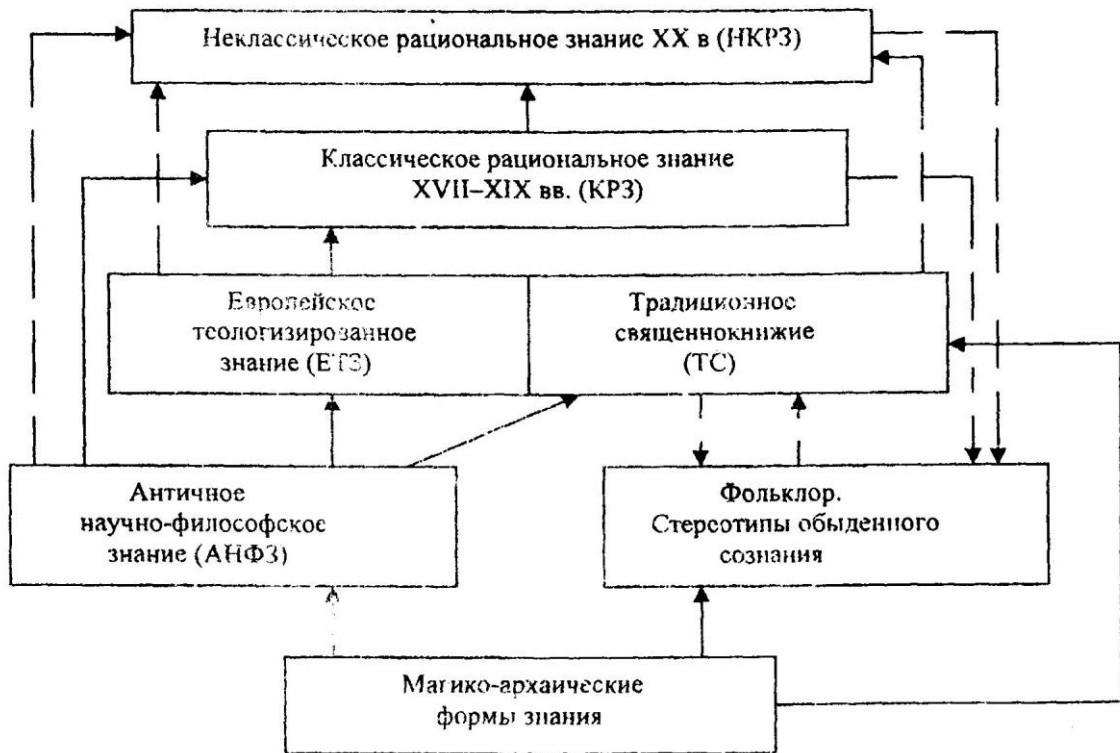 Неклассическое рациональное знание XX в (НКРЗ)
Классическое рациональное знание
XVII–XIX вв. (КРЗ)
Европейское
теологизированное
знание (ЕТЗ)
Традиционное
священнокнижие
(ТС)
Античное
научно-философское
знание (АНФЗ)
Фольклор.
Стереотипы обыденного
сознания
Магико-архаические
формы знания